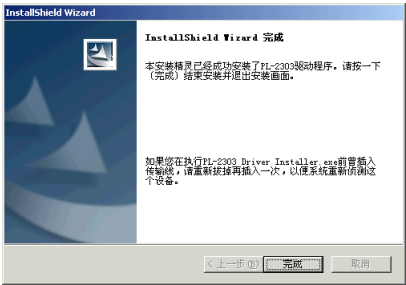 InstallShield Wizard
InstallShield Wizard 完成
本安装精灵已经成功安装了PL-2303驱动程序。请按一下
〔完成〕结束安装并退出安装画面。
如果您在执行PL-2303 Driver Installer.exe前曾插入
传输线，请重新拔掉再插入一次，以便系统重新侦测这
个设备。
< 上一步(B)
完成
取消